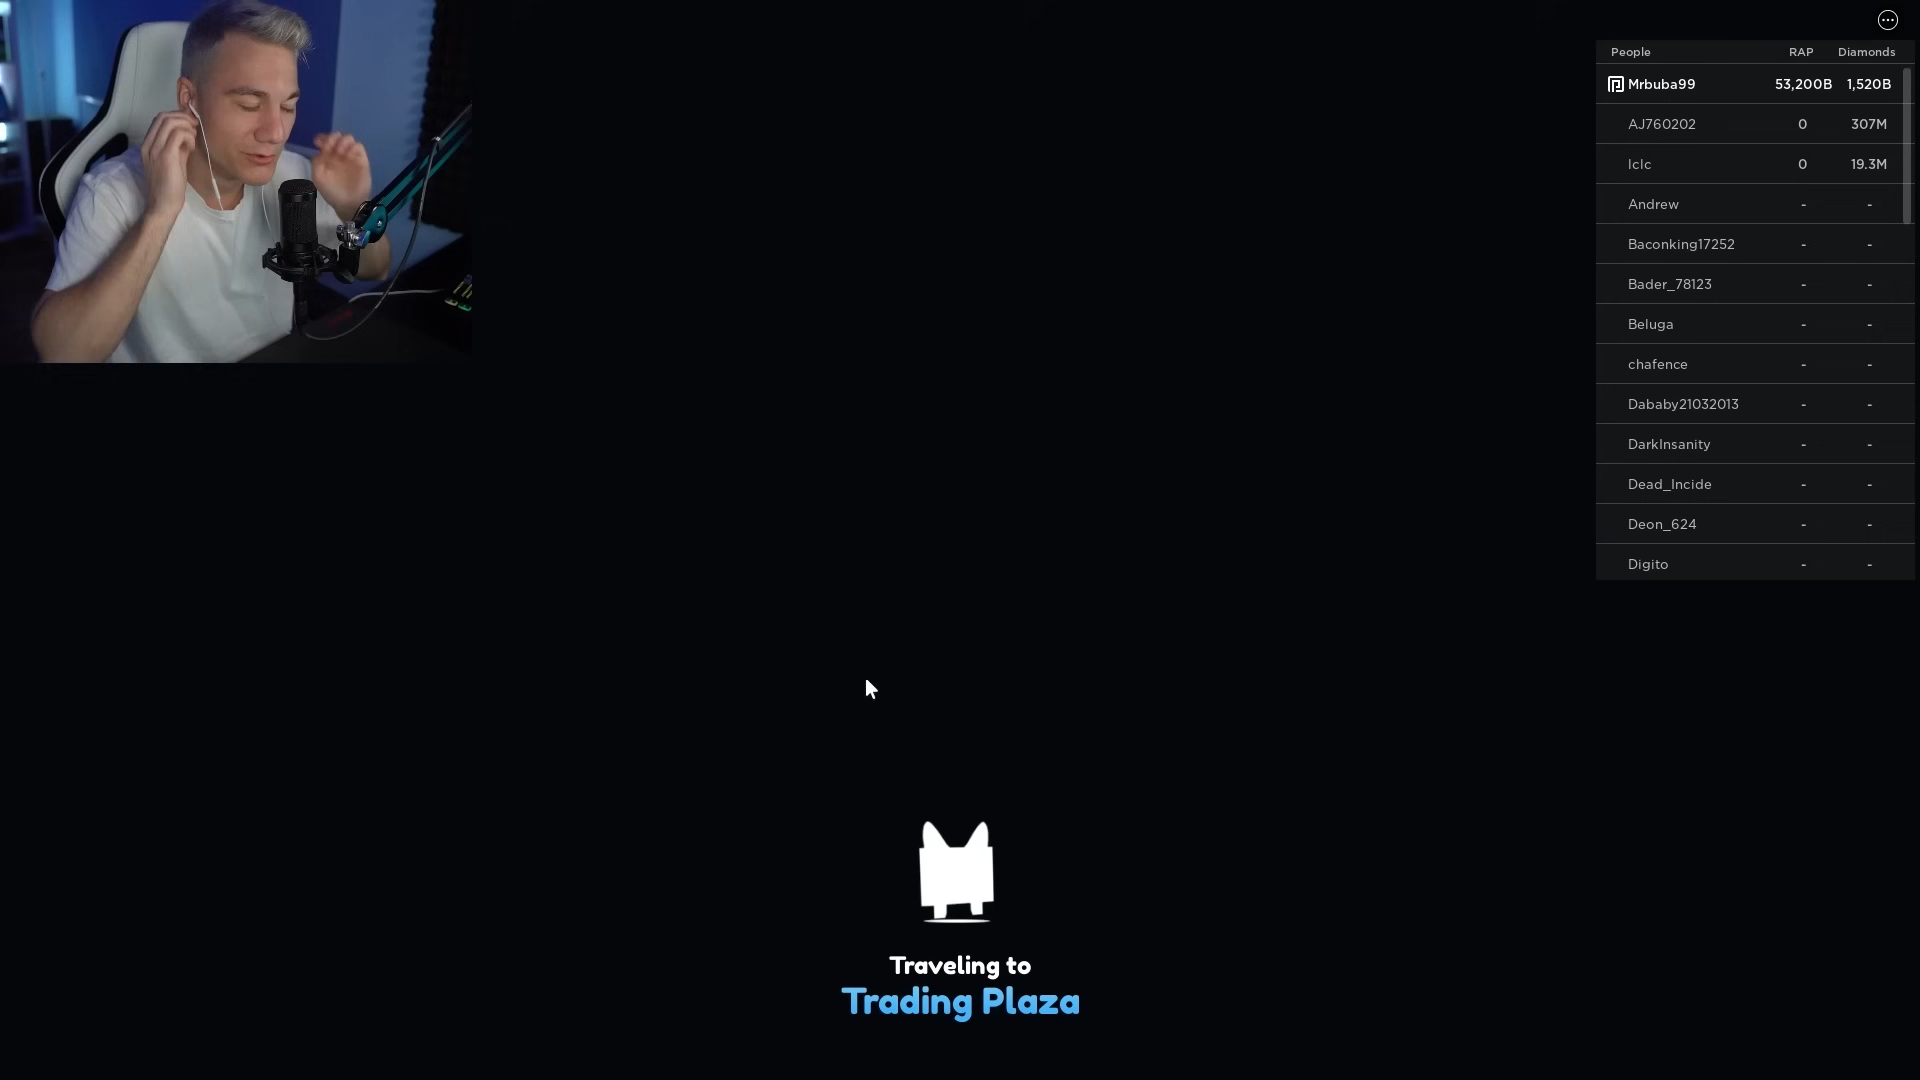 People RAP Diamonds
Mrbuba99 53,200B 1,520B
AJ760202 0 307M
lclc 0 19.3M
Andrew - -
Baconking17252 - -
Bader_78123 - -
Beluga - -
chafence - -
Dababy21032013 - -
DarkInsanity - -
Dead_Incide - -
Deon_624 - -
Digito - -
Traveling to
Trading Plaza